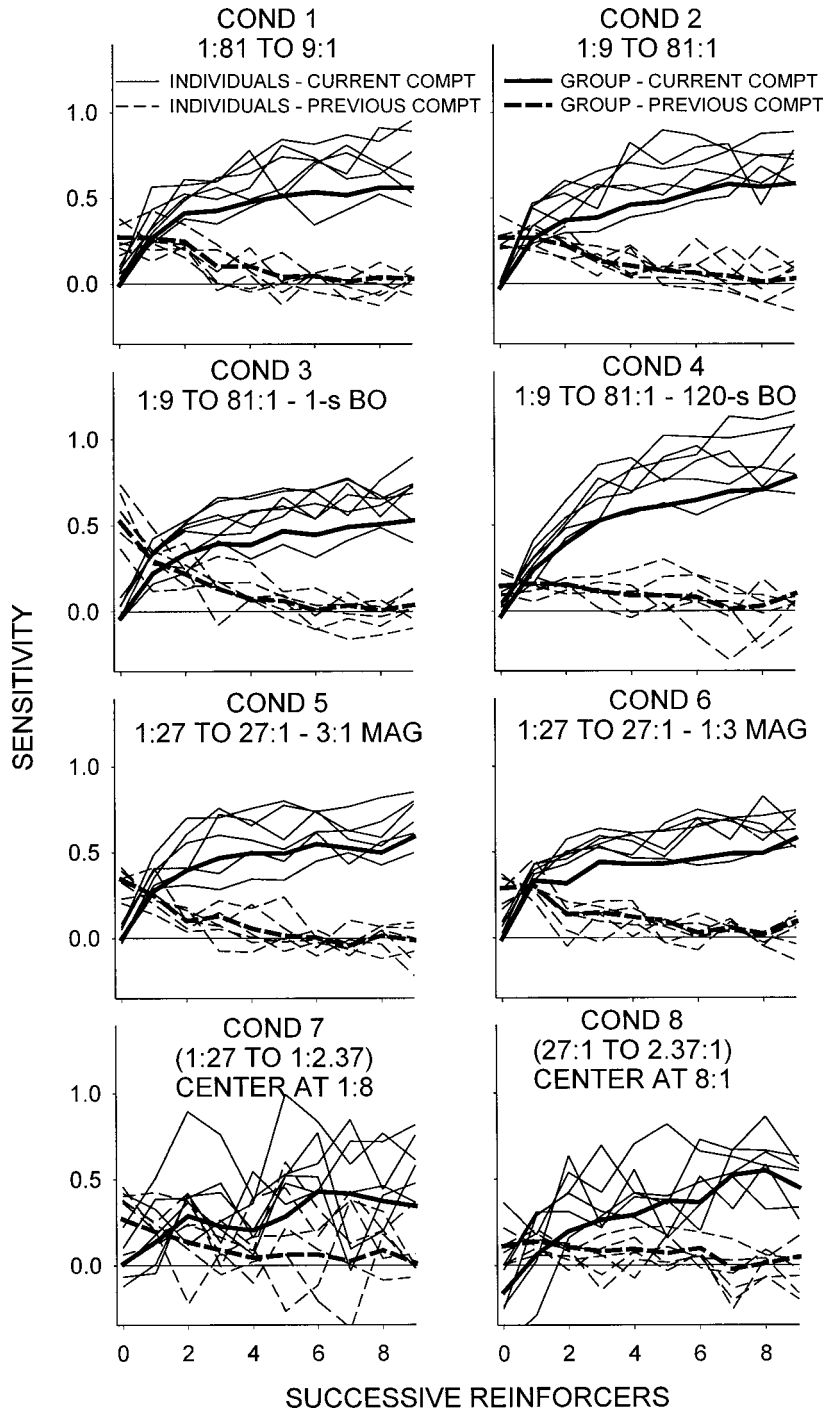 COND 1
1:81 TO 9:1
COND 2
1:9 TO 81:1
INDIVIDUALS - CURRENT COMPT
INDIVIDUALS - PREVIOUS COMPT
GROUP - CURRENT COMPT
GROUP - PREVIOUS COMPT
1.0
0.5
0.0
COND 3
1:9 TO 81:1 - 1-s BO
COND 4
1:9 TO 81:1 - 120-s BO
1.0
0.5
0.0
SENSITIVITY
COND 5
1:27 TO 27:1 - 3:1 MAG
COND 6
1:27 TO 27:1 - 1:3 MAG
1.0
0.5
0.0
COND 7
(1:27 TO 1:2.37)
CENTER AT 1:8
COND 8
(27:1 TO 2.37:1)
CENTER AT 8:1
1.0
0.5
0.0
0 2 4 6 8
0 2 4 6 8
SUCCESSIVE REINFORCERS